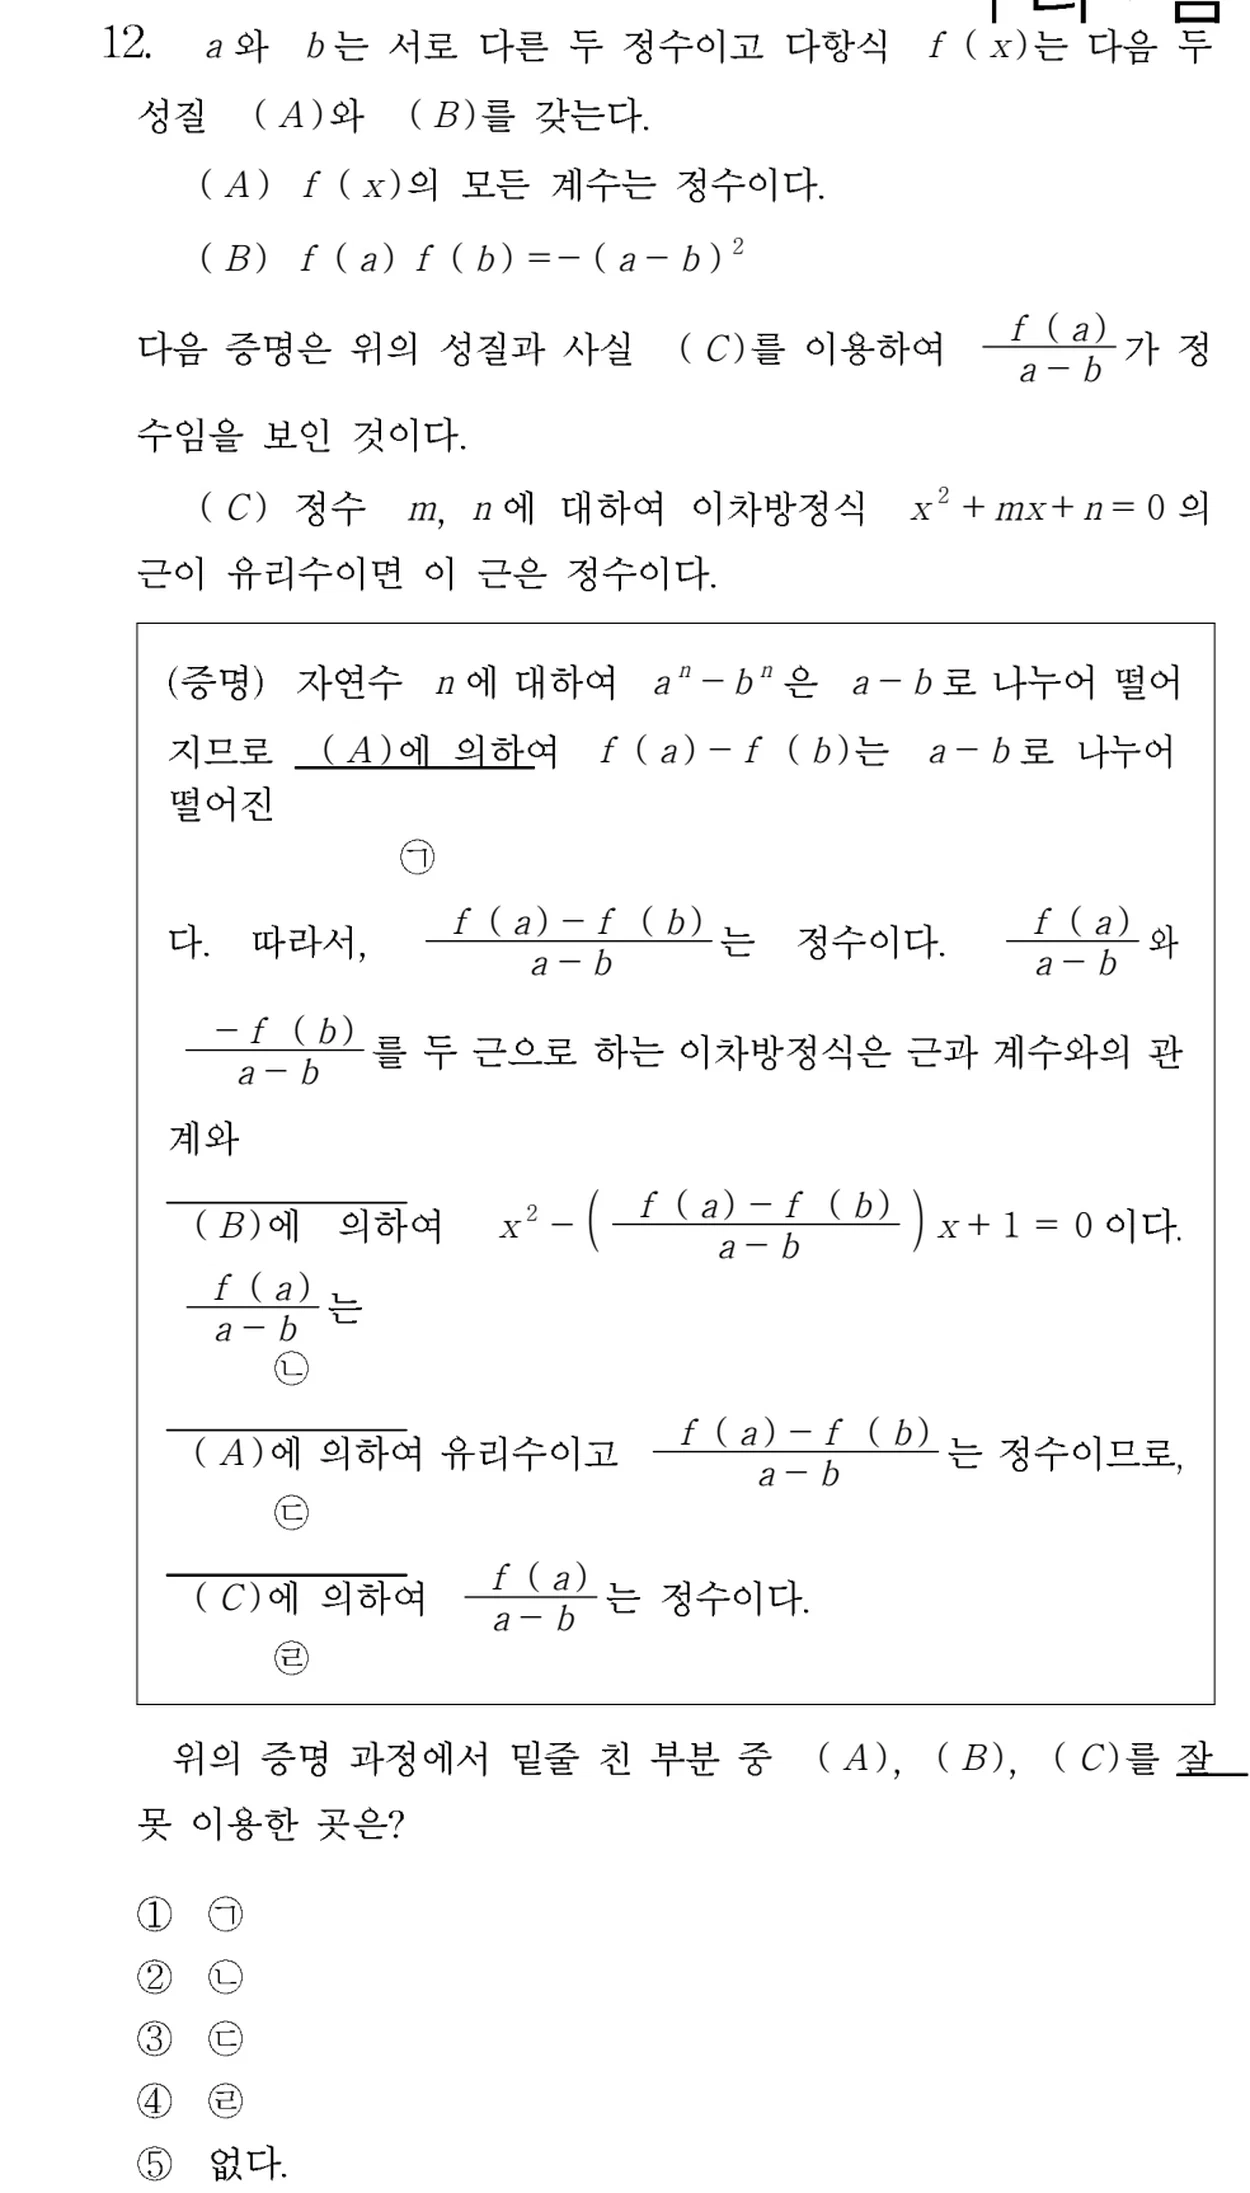 12. a와 b는 서로 다른 두 정수이고 다항식 f(x)는 다음 두
성질 (A)와 (B)를 갖는다.
(A) f(x)의 모든 계수는 정수이다.
(B) f(a)f(b)=-(a-b)²
다음 증명은 위의 성질과 사실 (C)를 이용하여 f(a)/(a-b)가 정
수임을 보인 것이다.
(C) 정수 m, n에 대하여 이차방정식 x²+mx+n=0의
근이 유리수이면 이 근은 정수이다.
(증명) 자연수 n에 대하여 aⁿ-bⁿ은 a-b로 나누어 떨어
지므로 (A)에 의하여 f(a)-f(b)는 a-b로 나누어
떨어진
㉠
다. 따라서, (f(a)-f(b))/(a-b)는 정수이다. f(a)/(a-b)와
-f(b)/(a-b)를 두 근으로 하는 이차방정식은 근과 계수와의 관
계와
(B)에 의하여 x²-((f(a)-f(b))/(a-b))x+1=0이다.
f(a)/(a-b)는
㉡
(A)에 의하여 유리수이고 (f(a)-f(b))/(a-b)는 정수이므로,
㉢
(C)에 의하여 f(a)/(a-b)는 정수이다.
㉣
위의 증명 과정에서 밑줄 친 부분 중 (A), (B), (C)를 잘
못 이용한 곳은?
① ㉠
② ㉡
③ ㉢
④ ㉣
⑤ 없다.